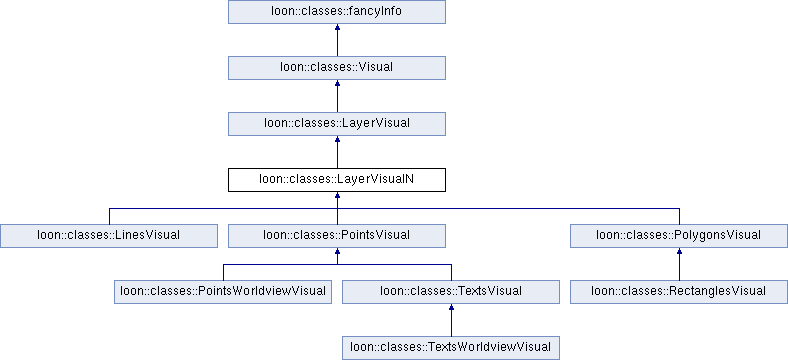 loon::classes::fancyInfo
loon::classes::Visual
loon::classes::LayerVisual
loon::classes::LayerVisualN
loon::classes::LinesVisual
loon::classes::PointsVisual
loon::classes::PolygonsVisual
loon::classes::PointsWorldviewVisual
loon::classes::TextsVisual
loon::classes::RectanglesVisual
loon::classes::TextsWorldviewVisual